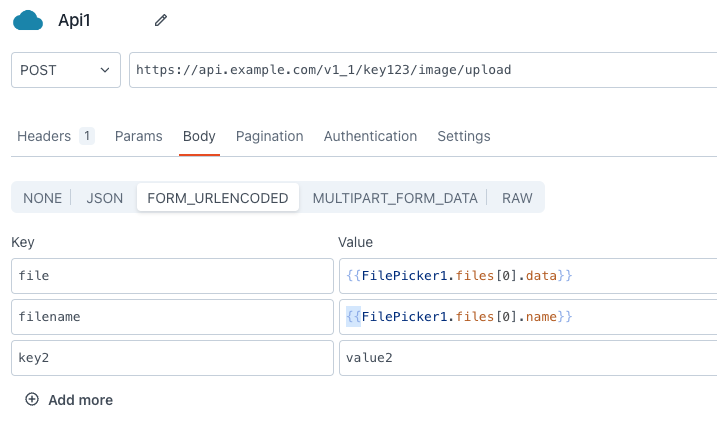 Api1
POST https://api.example.com/v1_1/key123/image/upload
Headers 1 Params Body Pagination Authentication Settings
NONE JSON FORM_URLENCODED MULTIPART_FORM_DATA RAW
Key Value
file {{FilePicker1.files[0].data}}
filename {{FilePicker1.files[0].name}}
key2 value2
Add more